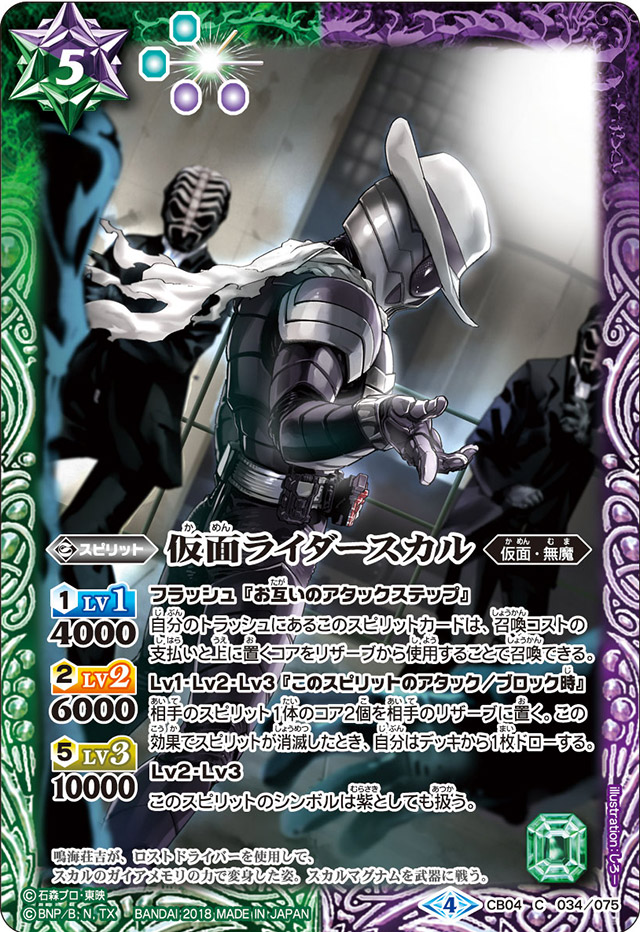 5
スピリット
仮面ライダースカル
仮面・無魔
1 LV1
4000
2 LV2
6000
5 LV3
10000
フラッシュ『お互いのアタックステップ』
自分のトラッシュにあるこのスピリットカードは、召喚コストの
支払いと上に置くコアをリザーブから使用することで召喚できる。
Lv1・Lv2・Lv3『このスピリットのアタック／ブロック時』
相手のスピリット1体のコア2個を相手のリザーブに置く。この
効果でスピリットが消滅したとき、自分はデッキから1枚ドローする。
Lv2・Lv3
このスピリットのシンボルは紫としても扱う。
鳴海荘吉が、ロストドライバーを使用して、
スカルのガイアメモリの力で変身した姿。スカルマグナムを武器に戦う。
illustration:しろー
©石森プロ・東映
©BNP/B, N, TX BANDAI 2018 MADE IN JAPAN
4 CB04 C 034/075